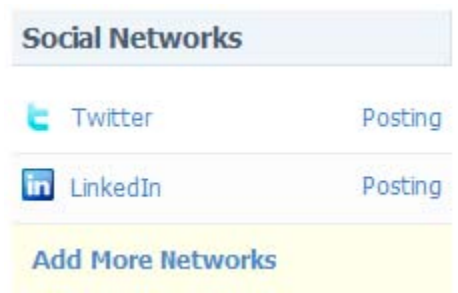 Social Networks
Twitter Posting
LinkedIn Posting
Add More Networks